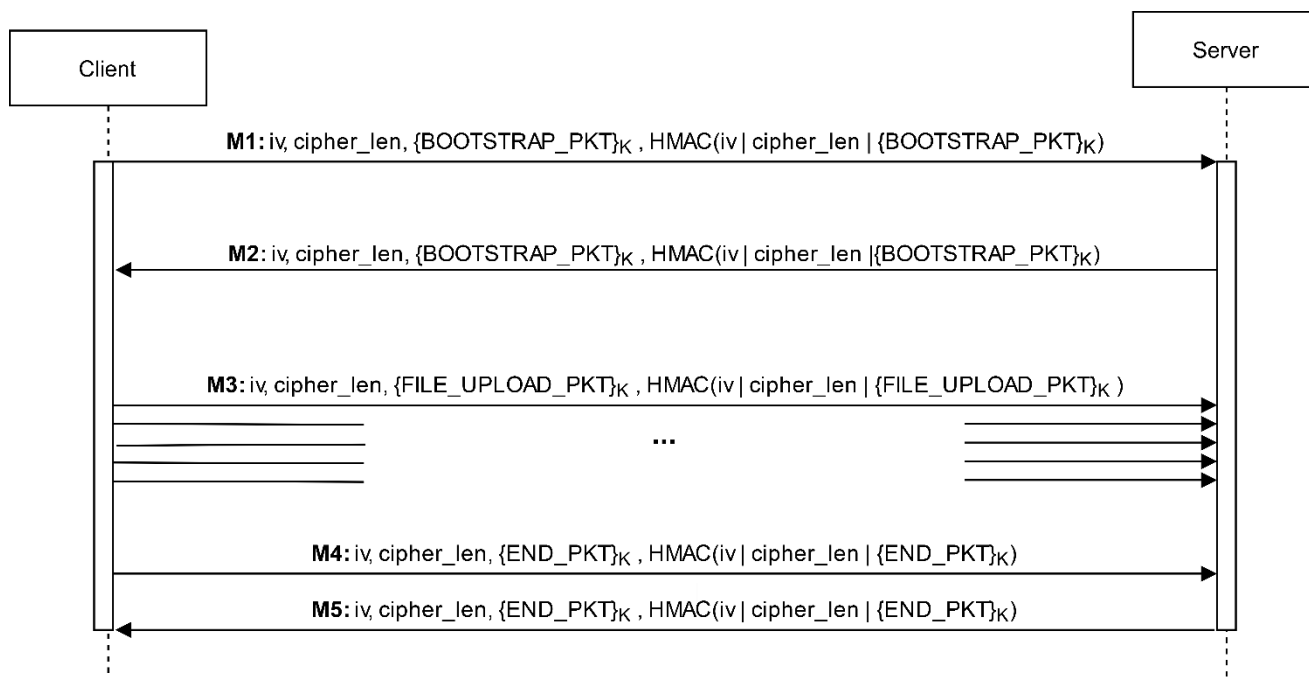 Client
Server
M1: iv, cipher_len, {BOOTSTRAP_PKT}K , HMAC(iv | cipher_len | {BOOTSTRAP_PKT}K)
M2: iv, cipher_len, {BOOTSTRAP_PKT}K , HMAC(iv | cipher_len |{BOOTSTRAP_PKT}K)
M3: iv, cipher_len, {FILE_UPLOAD_PKT}K , HMAC(iv | cipher_len | {FILE_UPLOAD_PKT}K )
...
M4: iv, cipher_len, {END_PKT}K , HMAC(iv | cipher_len | {END_PKT}K)
M5: iv, cipher_len, {END_PKT}K , HMAC(iv | cipher_len | {END_PKT}K)